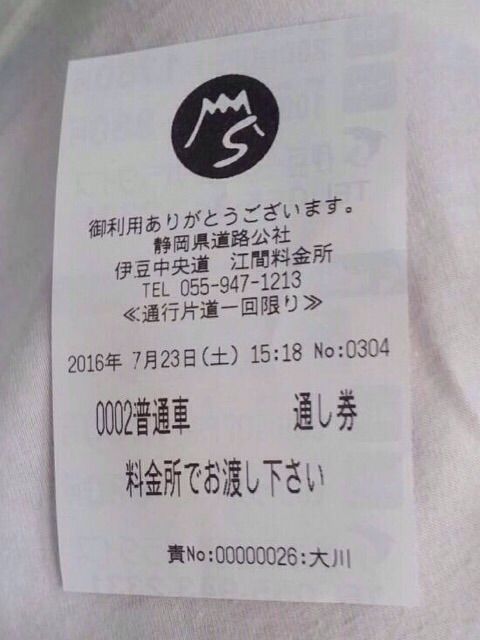 S
御利用ありがとうございます。
静岡県道路公社
伊豆中央道 江間料金所
TEL 055-947-1213
≪通行片道一回限り≫
2016年 7月23日(土) 15:18 No:0304
0002普通車 通し券
料金所でお渡し下さい
責No:00000026:大川